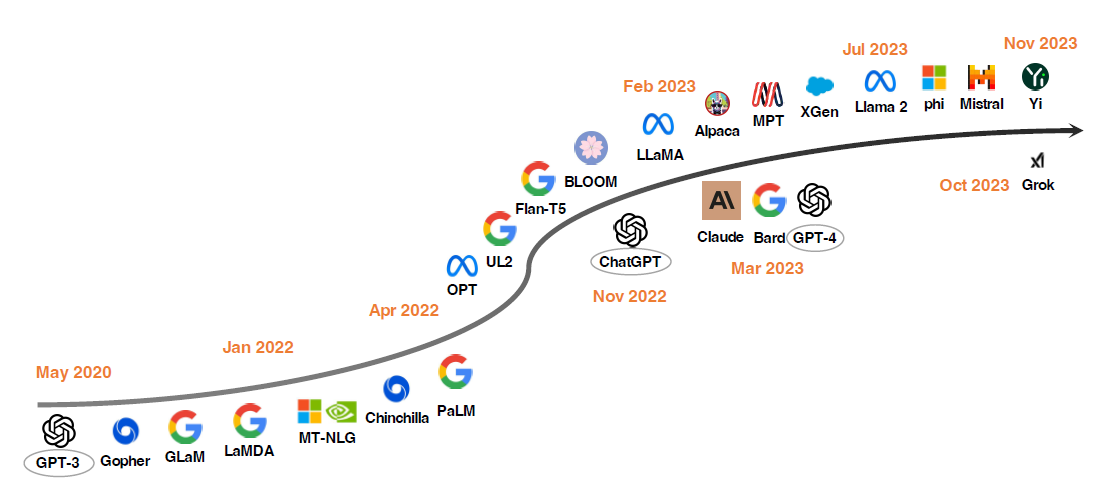 Nov 2023
Jul 2023
Feb 2023
Llama 2
phi
Mistral
Yi
XGen
MPT
Alpaca
LLaMA
BLOOM
Flan-T5
UL2
OPT
Apr 2022
Jan 2022
May 2020
GPT-3
Gopher
GLaM
LaMDA
MT-NLG
Chinchilla
PaLM
ChatGPT
Nov 2022
Claude
Bard
GPT-4
Mar 2023
Oct 2023
Grok